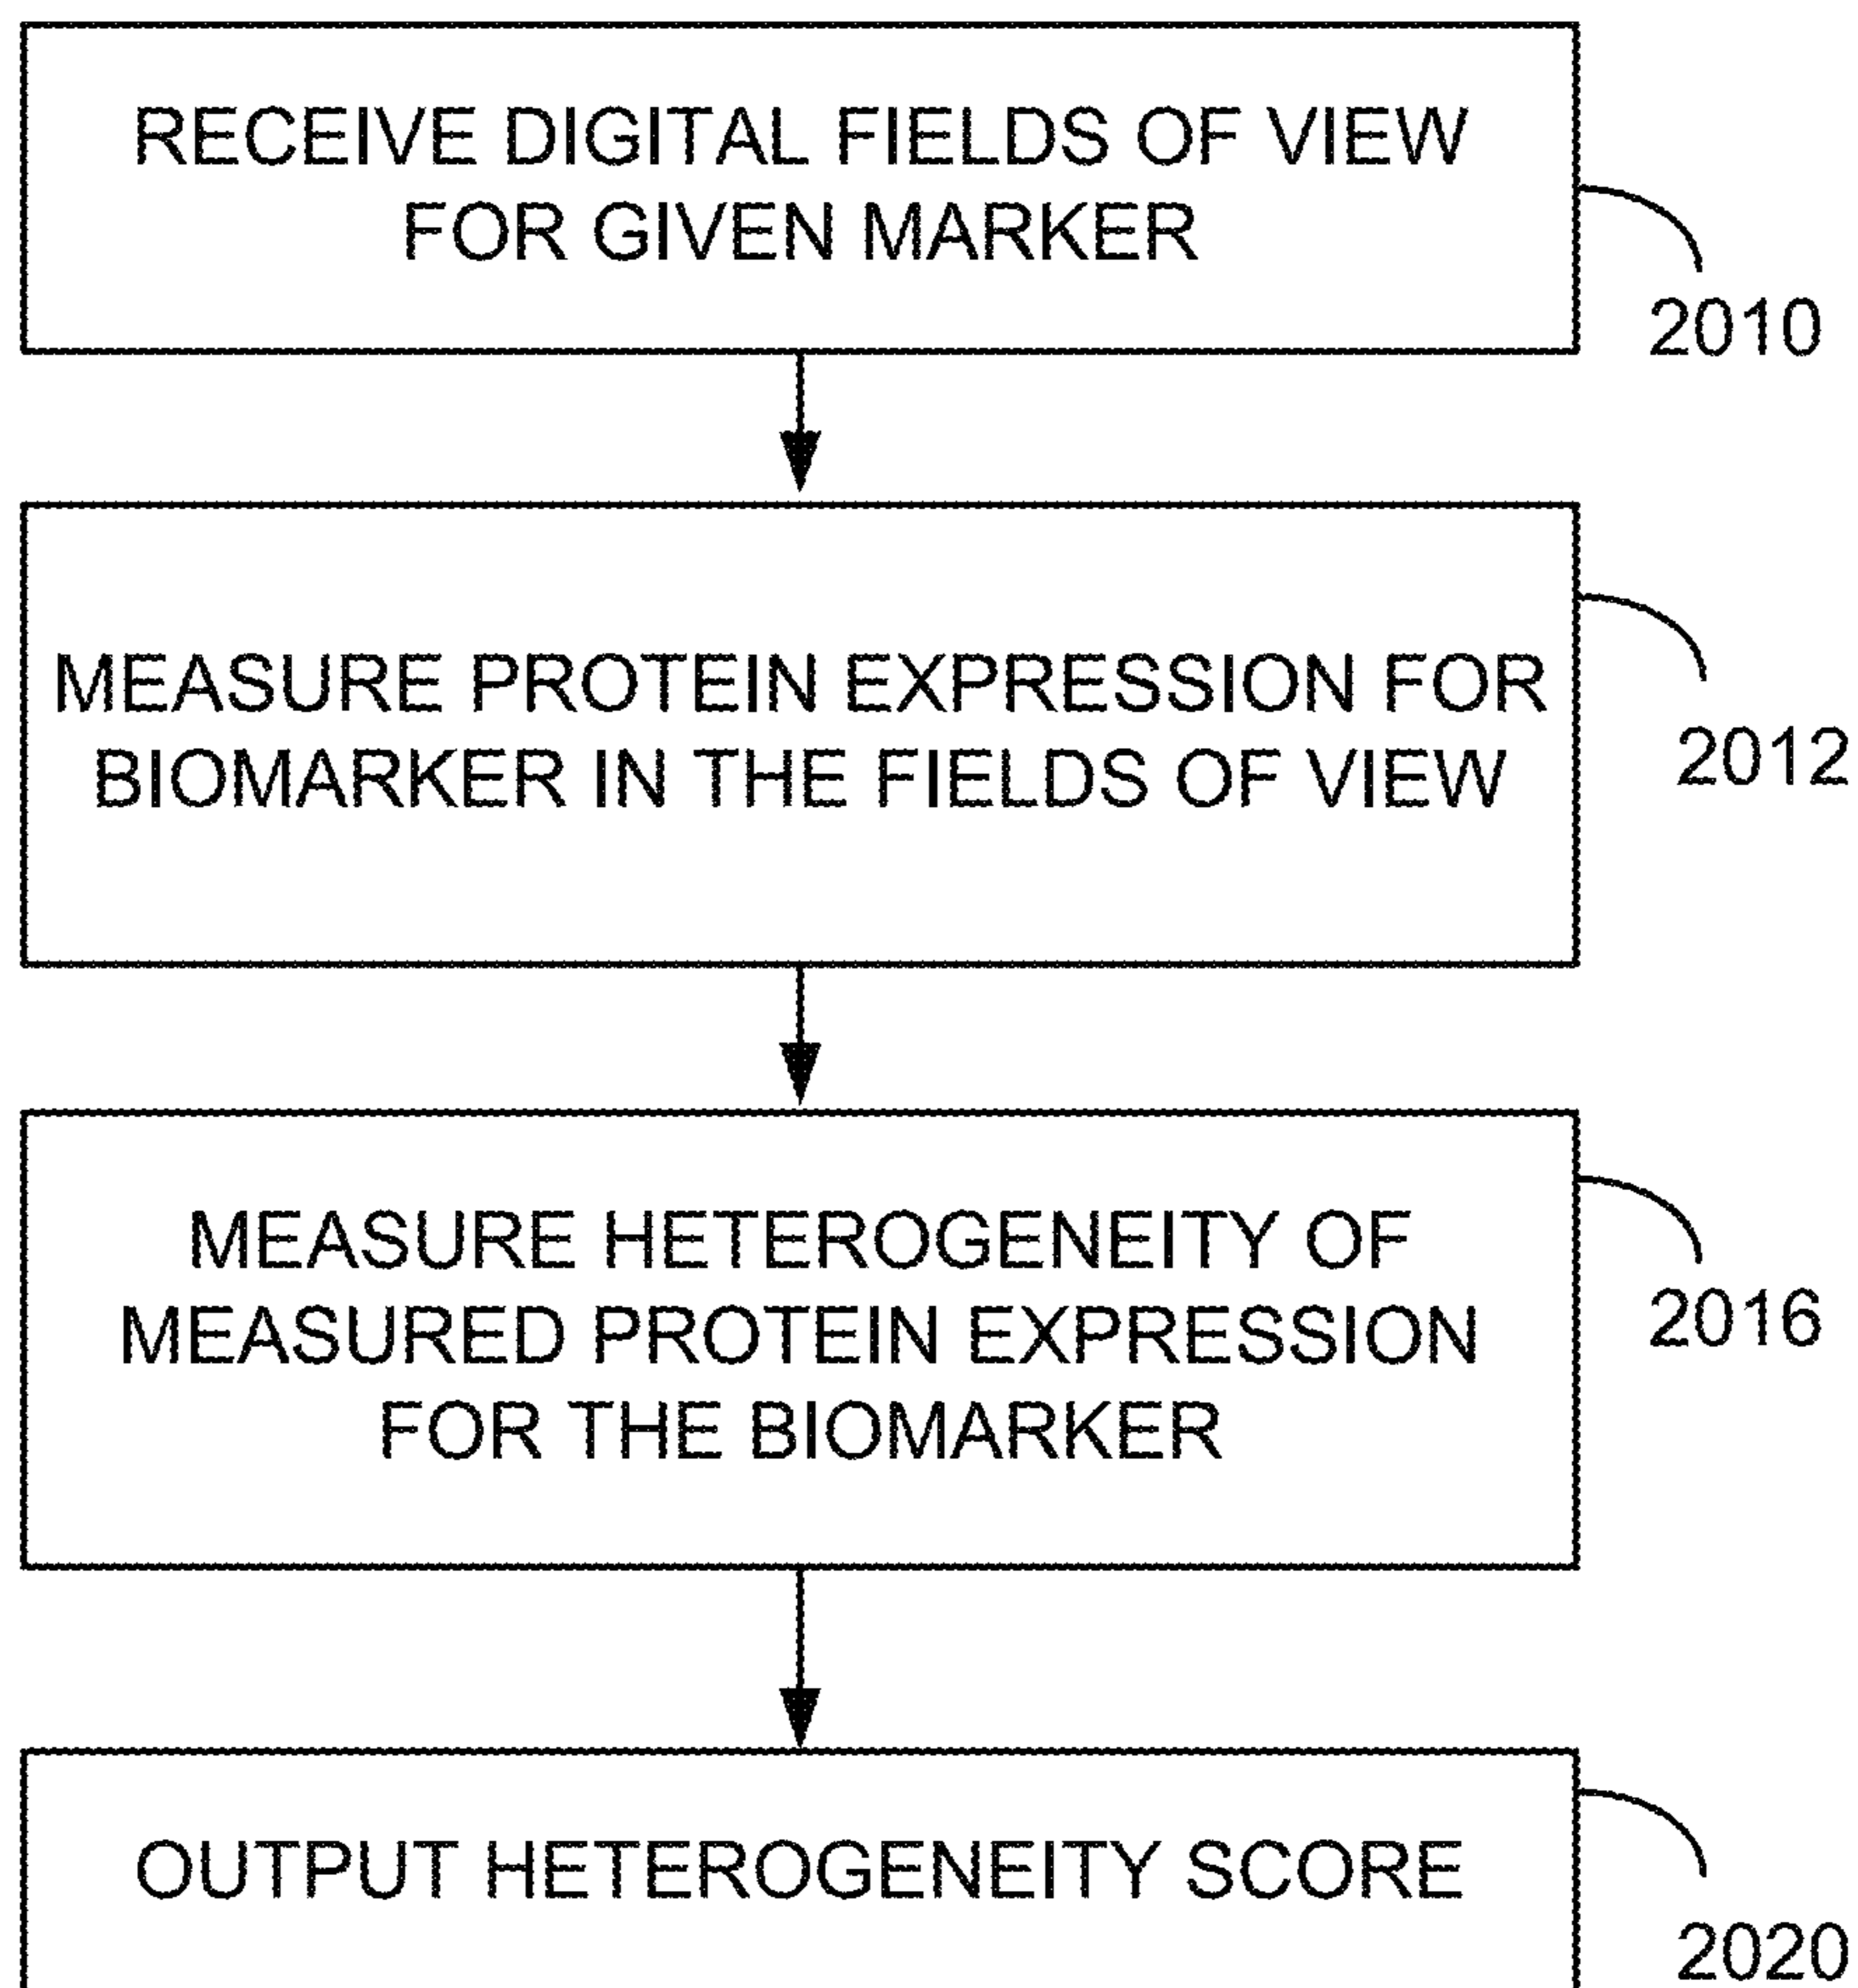 RECEIVE DIGITAL FIELDS OF VIEW
FOR GIVEN MARKER
2010
MEASURE PROTEIN EXPRESSION FOR
BIOMARKER IN THE FIELDS OF VIEW
2012
MEASURE HETEROGENEITY OF
MEASURED PROTEIN EXPRESSION
FOR THE BIOMARKER
2016
OUTPUT HETEROGENEITY SCORE
2020